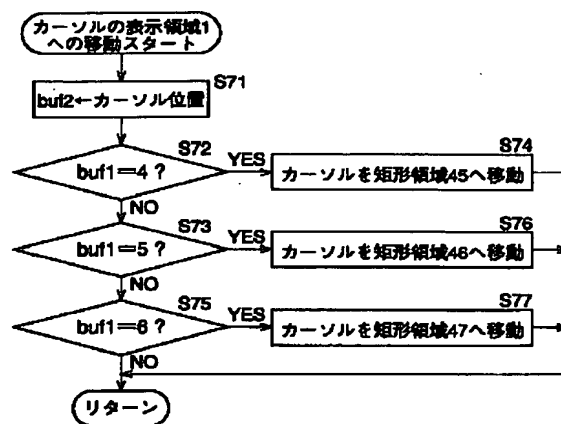 カーソルの表示領域1
への移動スタート
S71
buf2←カーソル位置
S72
buf1=4?
YES
S74
カーソルを矩形領域45へ移動
NO
S73
buf1=5?
YES
S76
カーソルを矩形領域46へ移動
NO
S75
buf1=6?
YES
S77
カーソルを矩形領域47へ移動
NO
リターン